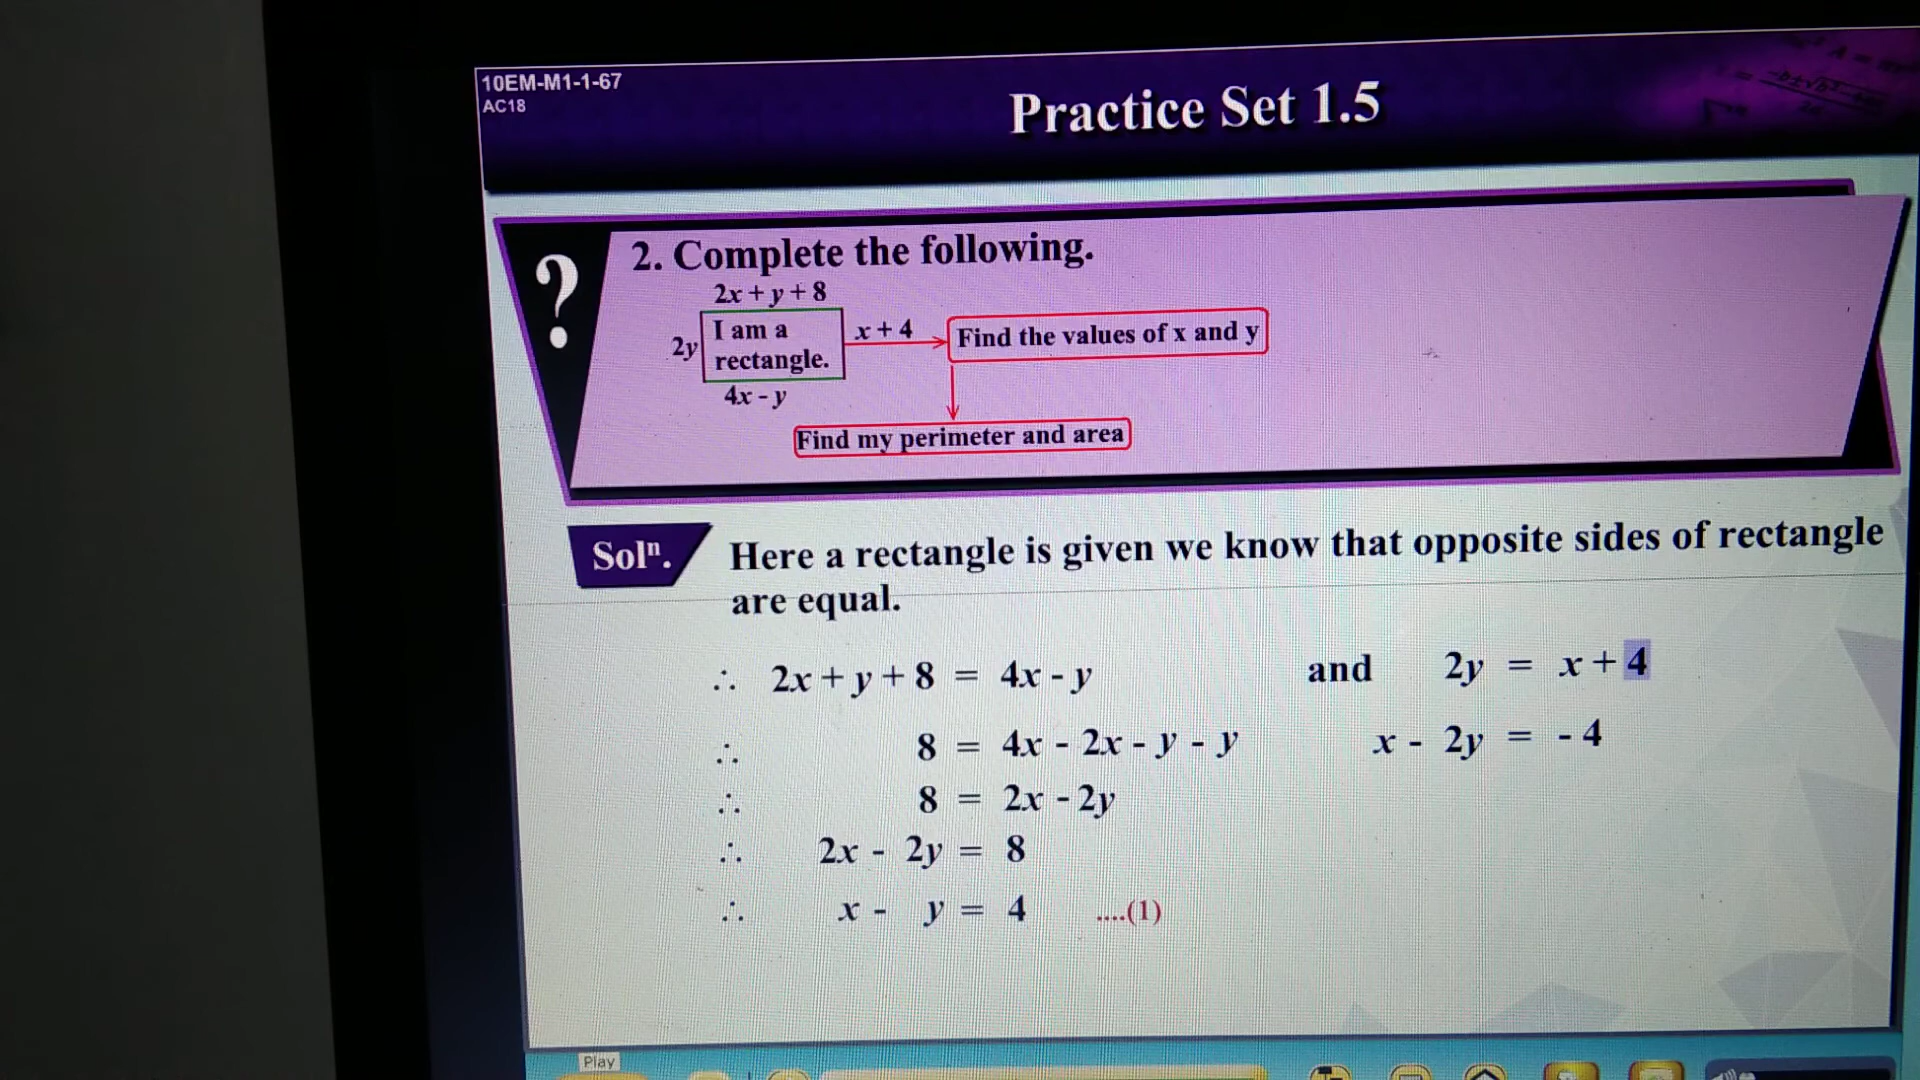 10EM-M1-1-67
AC18
Practice Set 1.5
?
2. Complete the following.
2x + y + 8
I am a
rectangle.
2y
x + 4
4x - y
Find the values of x and y
Find my perimeter and area
Solⁿ.
Here a rectangle is given we know that opposite sides of rectangle
are equal.
∴ 2x + y + 8 = 4x - y and 2y = x + 4
∴ 8 = 4x - 2x - y - y x - 2y = - 4
∴ 8 = 2x - 2y
∴ 2x - 2y = 8
∴ x - y = 4 ....(1)
Play